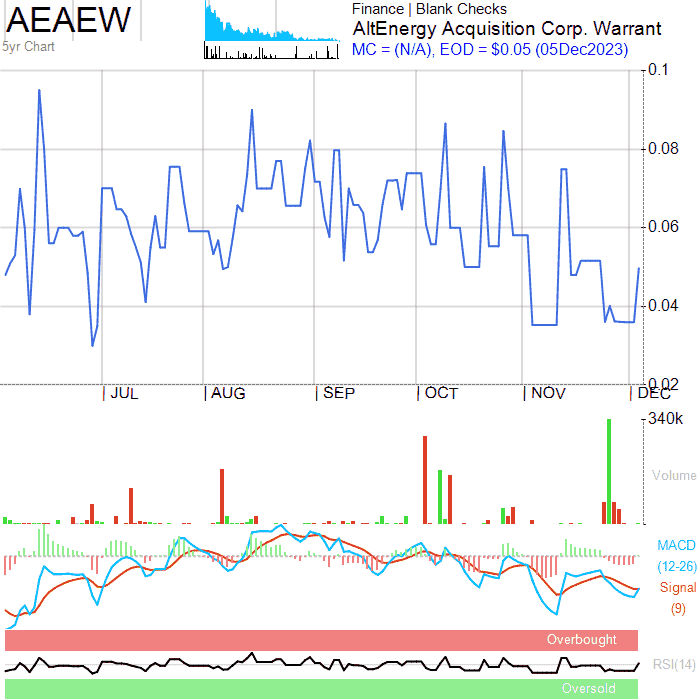 AEAEW
5yr Chart
Finance | Blank Checks
AltEnergy Acquisition Corp. Warrant
MC = (N/A), EOD = $0.05 (05Dec2023)
0.1
0.08
0.06
0.04
0.02
JUL AUG SEP OCT NOV DEC
340k
Volume
MACD
(12-26)
Signal
(9)
Overbought
RSI(14)
Oversold